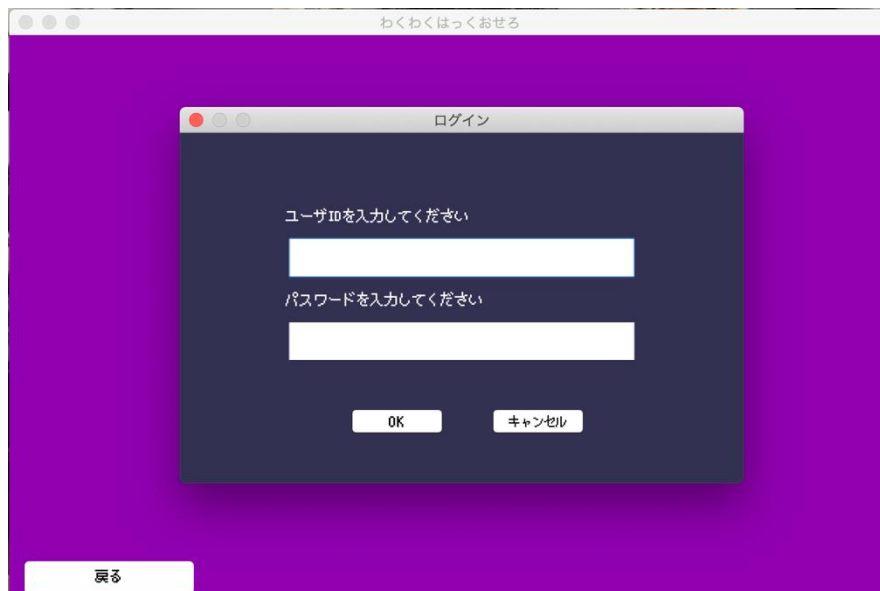 わくわくはっくおせろ
ログイン
ユーザIDを入力してください
パスワードを入力してください
OK
キャンセル
戻る